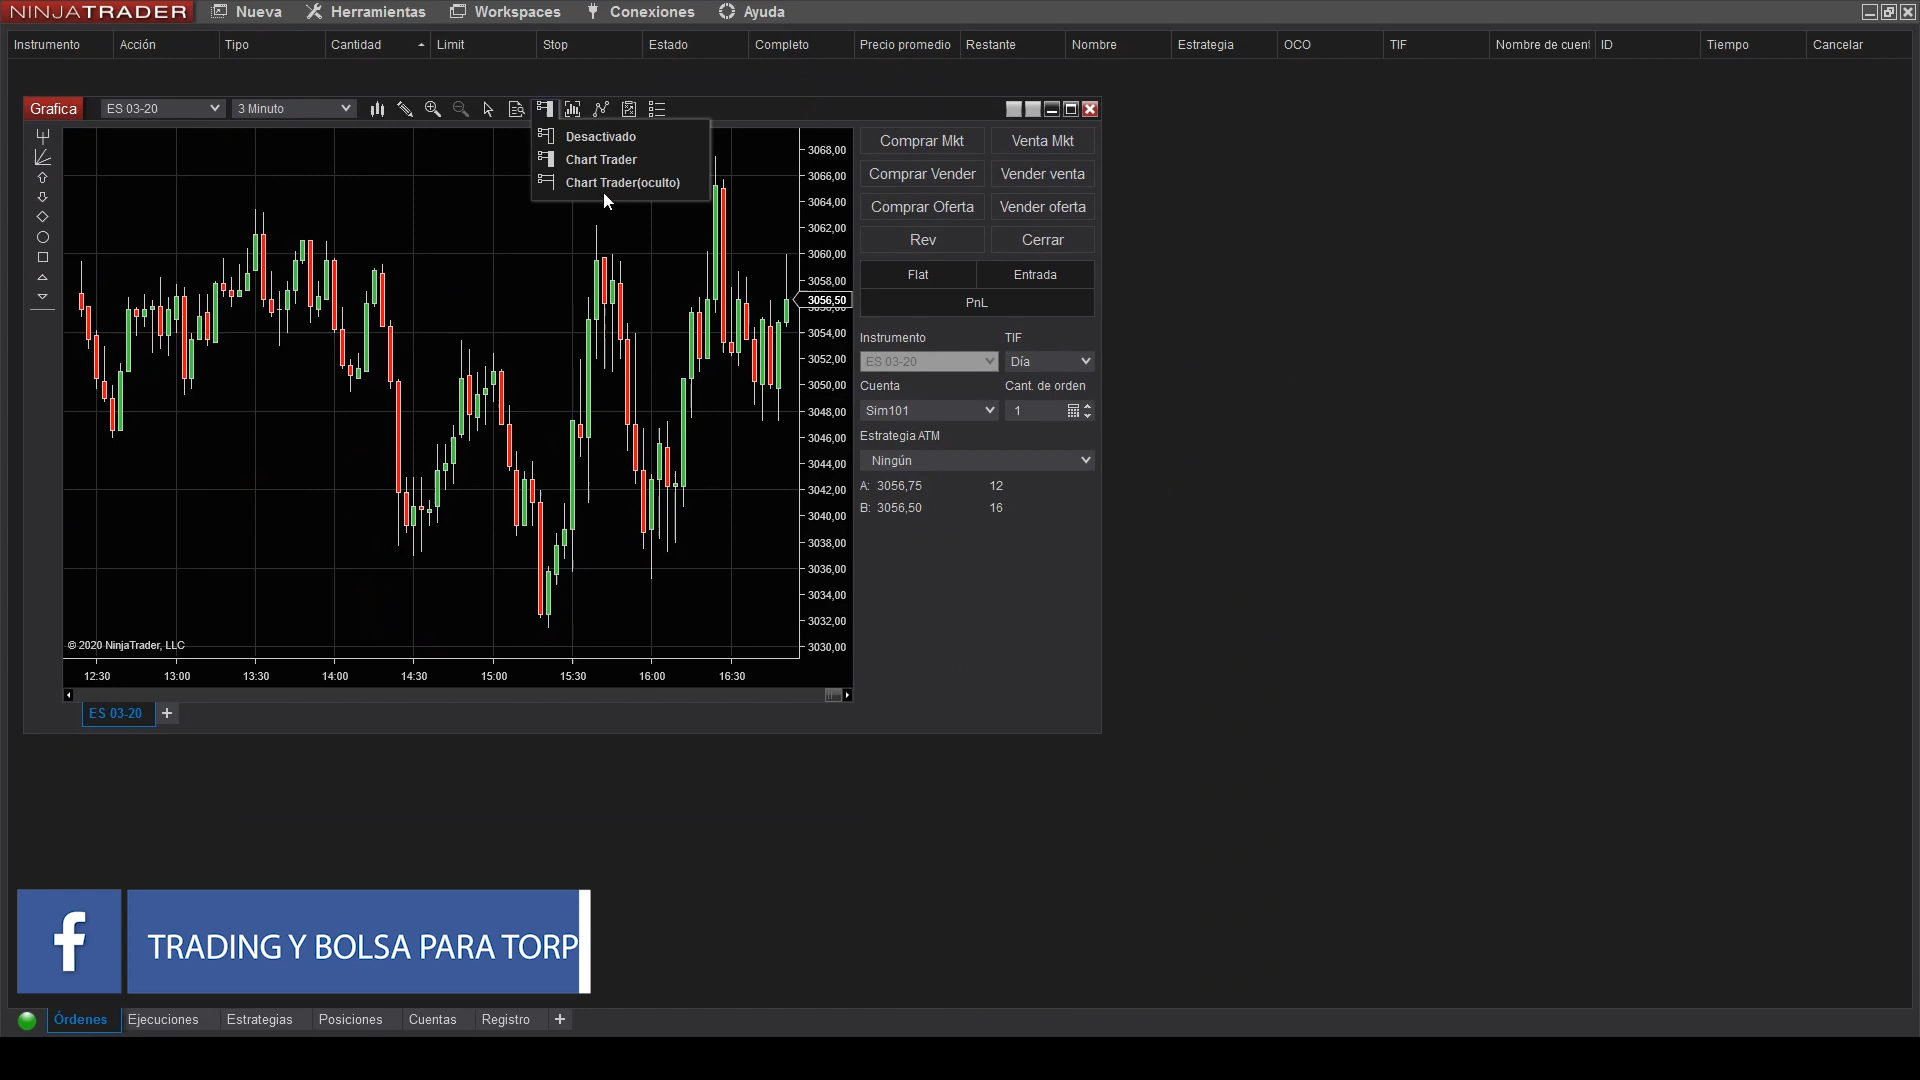 NINJATRADER Nueva Herramientas Workspaces Conexiones Ayuda
Instrumento Acción Tipo Cantidad Limit Stop Estado Completo Precio promedio Restante Nombre Estrategia OCO TIF Nombre de cuent ID Tiempo Cancelar
Grafica ES 03-20 3 Minuto
Desactivado
Chart Trader
Chart Trader(oculto)
3068,00
3066,00
3064,00
3062,00
3060,00
3058,00
3056,50
3054,00
3052,00
3050,00
3048,00
3046,00
3044,00
3042,00
3040,00
3038,00
3036,00
3034,00
3032,00
3030,00
© 2020 NinjaTrader, LLC
12:30 13:00 13:30 14:00 14:30 15:00 15:30 16:00 16:30
ES 03-20 +
Comprar Mkt Venta Mkt
Comprar Vender Vender venta
Comprar Oferta Vender oferta
Rev Cerrar
Flat Entrada
PnL
Instrumento TIF
ES 03-20 Día
Cuenta Cant. de orden
Sim101 1
Estrategia ATM
Ningún
A: 3056,75 12
B: 3056,50 16
f TRADING Y BOLSA PARA TORP
Órdenes Ejecuciones Estrategias Posiciones Cuentas Registro +